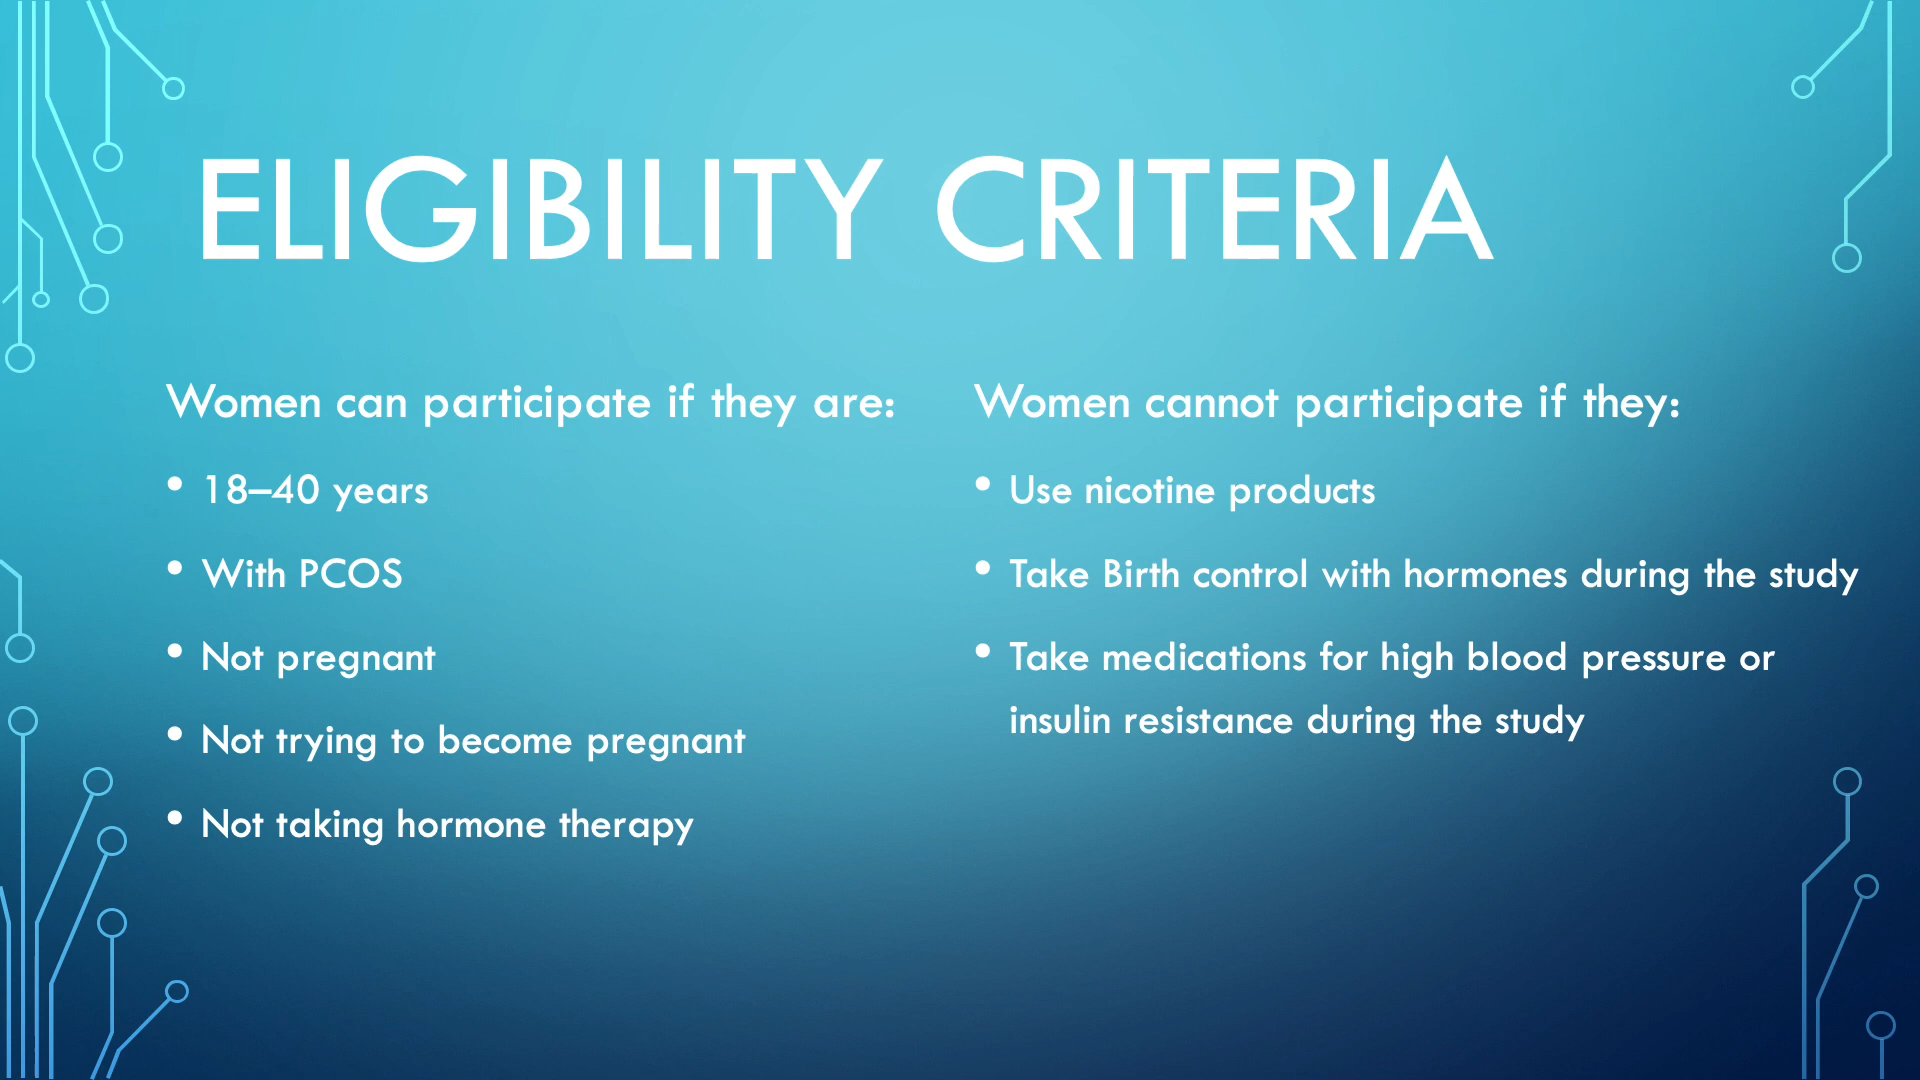 ELIGIBILITY CRITERIA
Women can participate if they are:
• 18–40 years
• With PCOS
• Not pregnant
• Not trying to become pregnant
• Not taking hormone therapy
Women cannot participate if they:
• Use nicotine products
• Take Birth control with hormones during the study
• Take medications for high blood pressure or
insulin resistance during the study